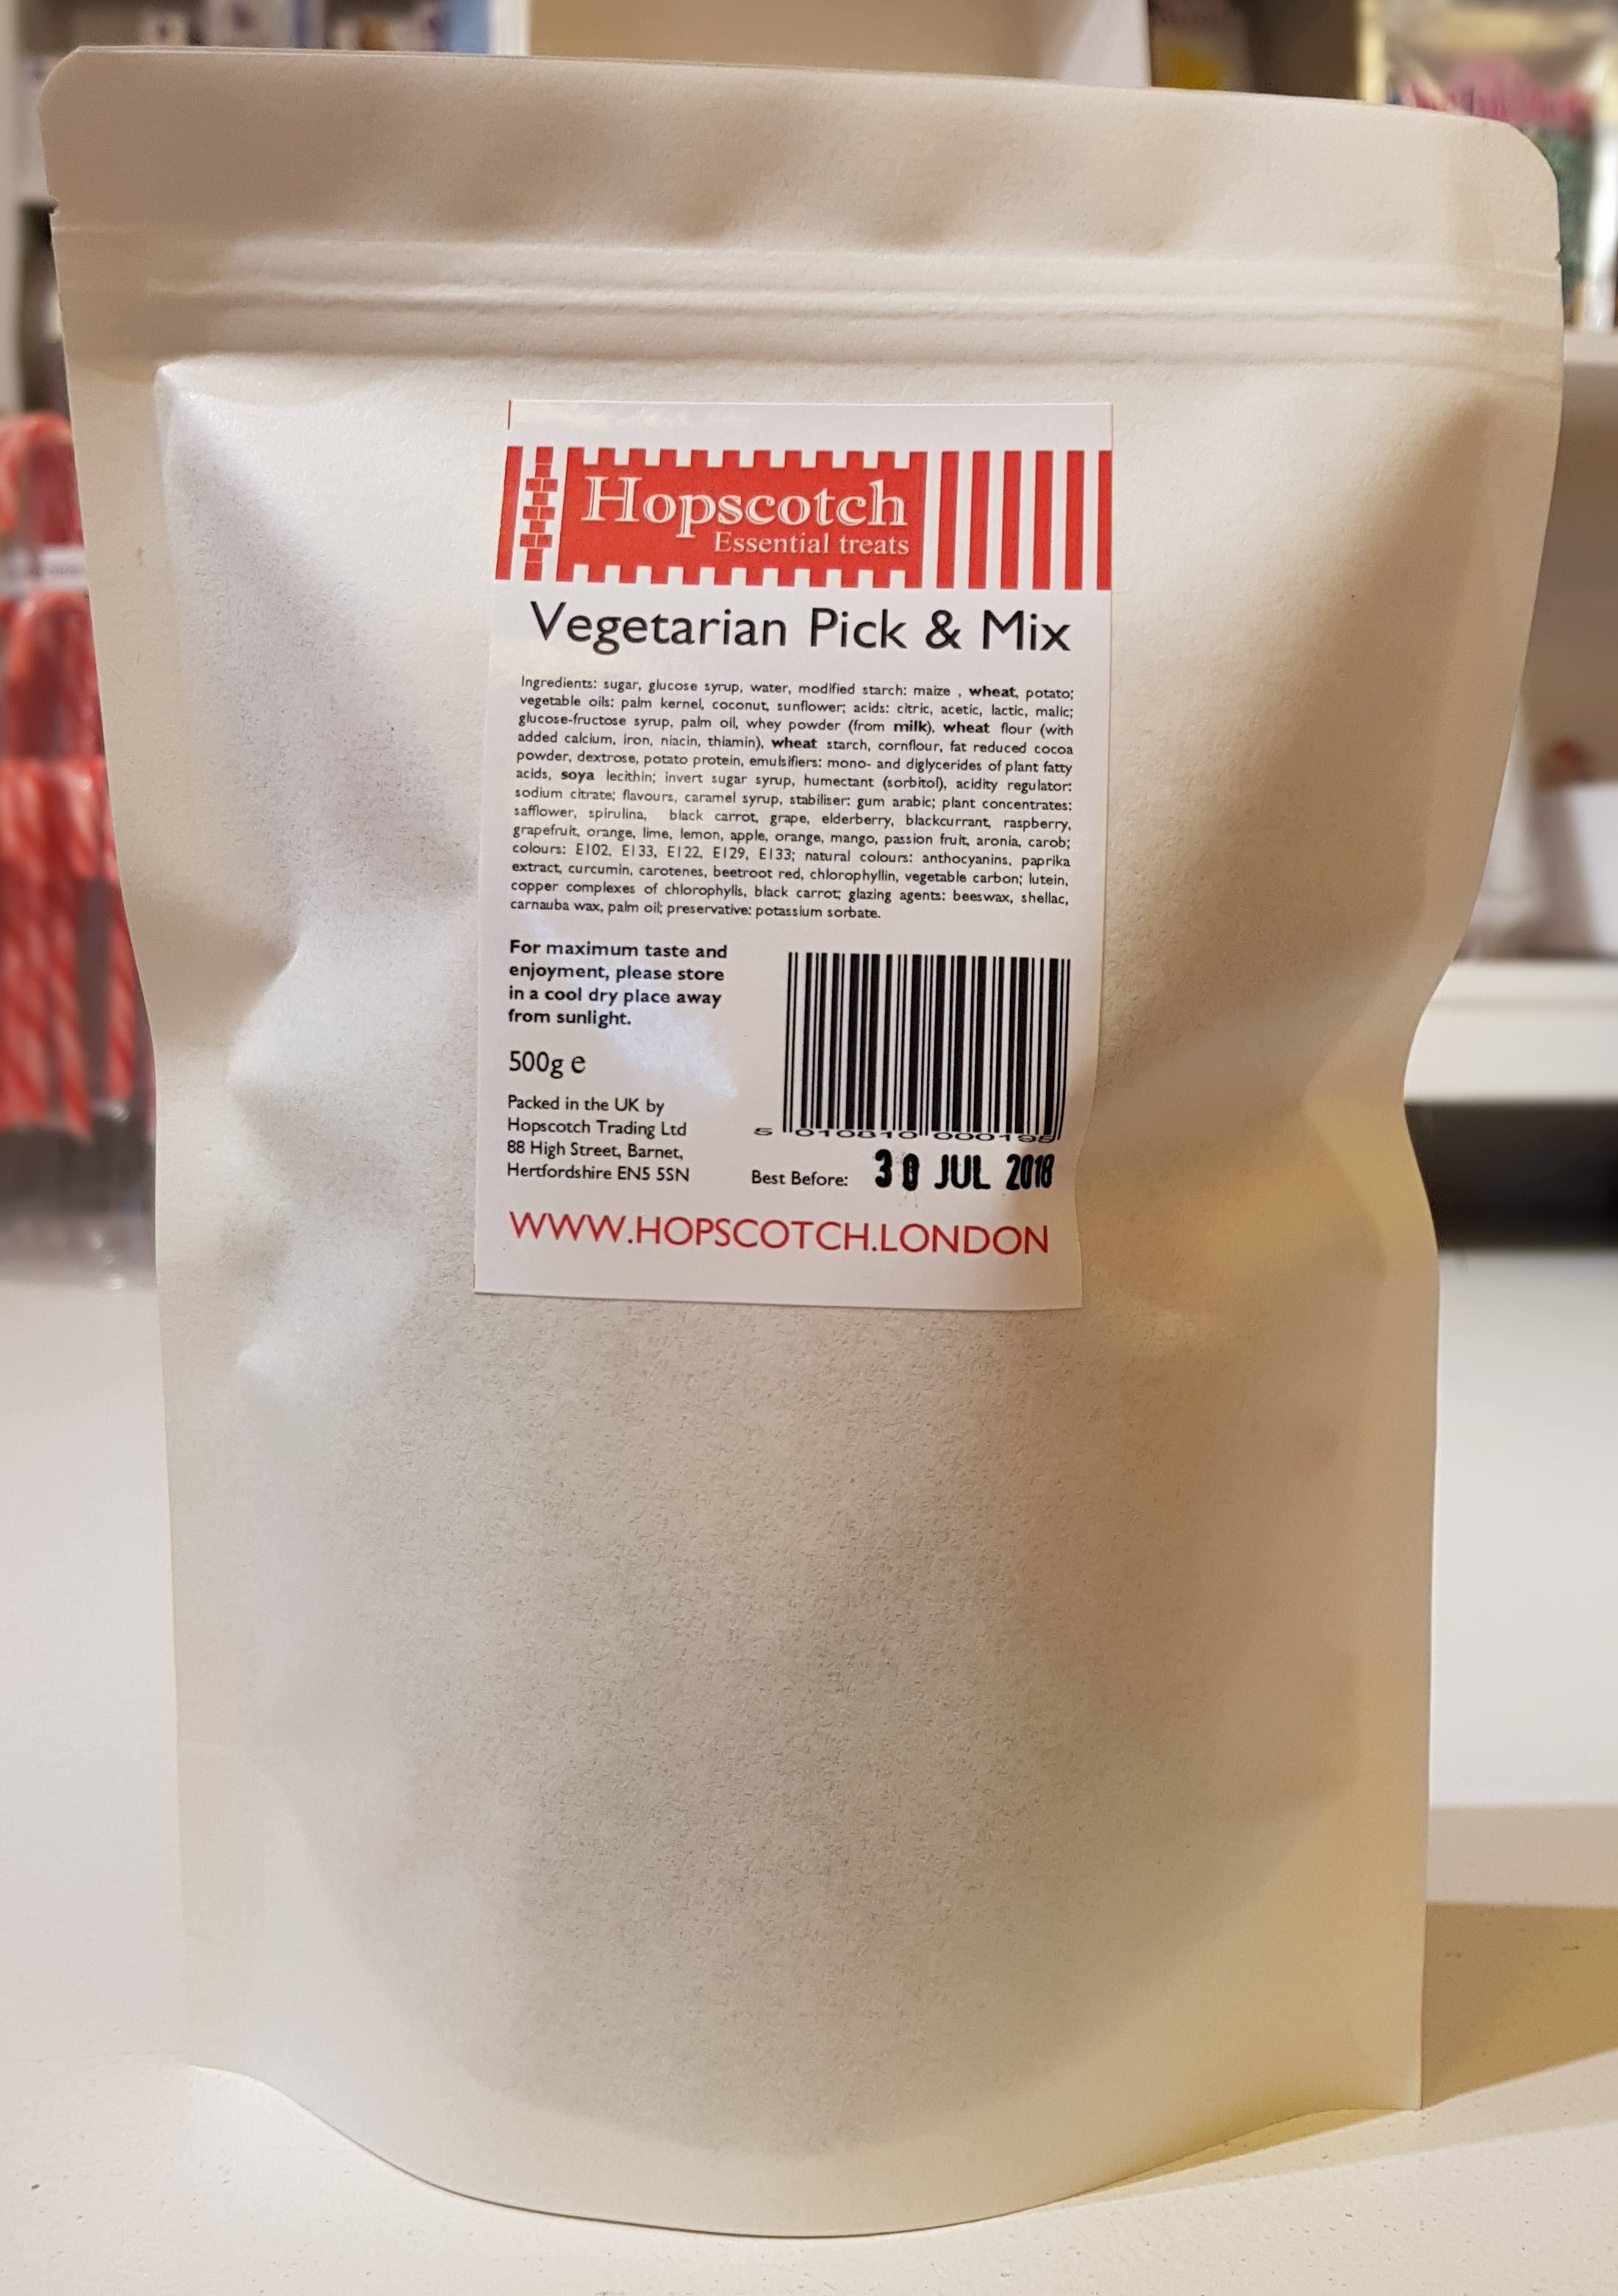 Hopscotch
Essential treats
Vegetarian Pick & Mix
Ingredients: sugar, glucose syrup, water, modified starch: maize , wheat, potato;
vegetable oils: palm kernel, coconut, sunflower; acids: citric, acetic, lactic, malic;
glucose-fructose syrup, palm oil, whey powder (from milk), wheat flour (with
added calcium, iron, niacin, thiamin), wheat starch, cornflour, fat reduced cocoa
powder, dextrose, potato protein, emulsifiers: mono- and diglycerides of plant fatty
acids, soya lecithin; invert sugar syrup, humectant (sorbitol), acidity regulator:
sodium citrate; flavours, caramel syrup, stabiliser: gum arabic; plant concentrates:
safflower, spirulina, black carrot, grape, elderberry, blackcurrant, raspberry,
grapefruit, orange, lime, lemon, apple, orange, mango, passion fruit, aronia, carob;
colours: E102, E133, E122, E129, E133; natural colours: anthocyanins, paprika
extract, curcumin, carotenes, beetroot red, chlorophyllin, vegetable carbon; lutein,
copper complexes of chlorophylls, black carrot; glazing agents: beeswax, shellac,
carnauba wax, palm oil; preservative: potassium sorbate.
For maximum taste and
enjoyment, please store
in a cool dry place away
from sunlight.
500g e
Packed in the UK by
Hopscotch Trading Ltd
88 High Street, Barnet,
Hertfordshire EN5 5SN
5 010810 000195
Best Before: 30 JUL 2018
WWW.HOPSCOTCH.LONDON